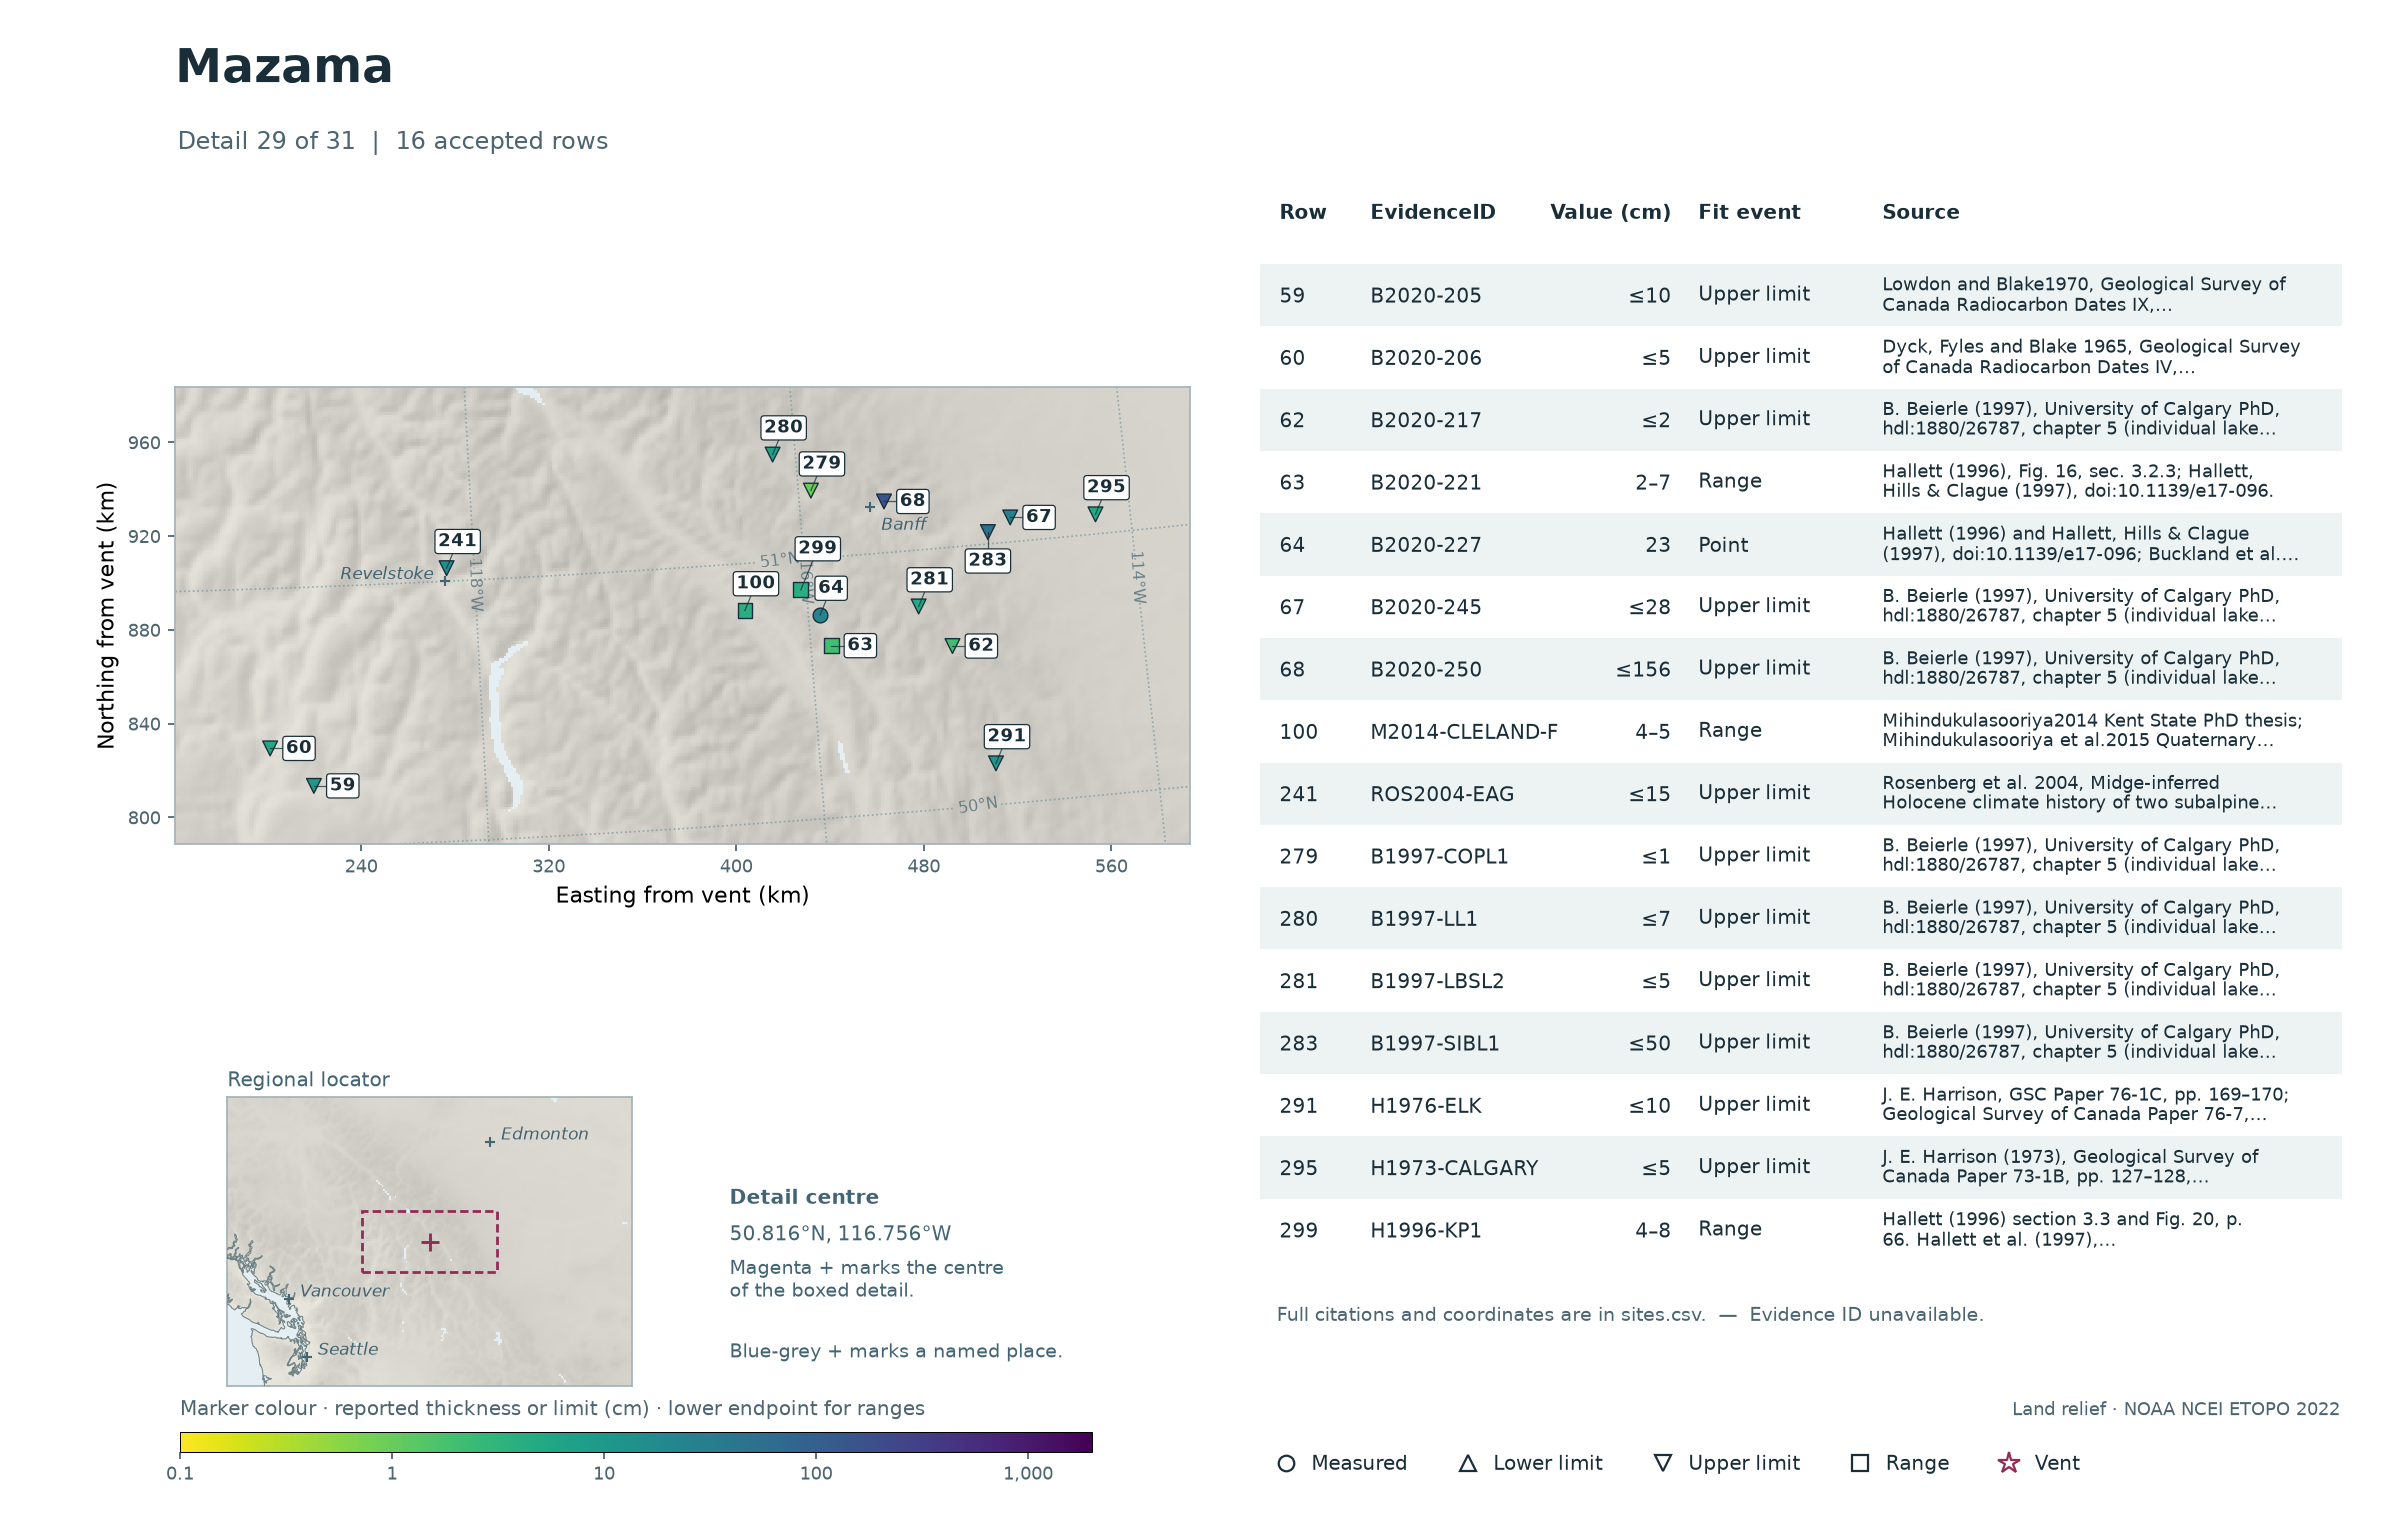 Mazama
Detail 29 of 31 | 16 accepted rows
Row EvidenceID Value (cm) Fit event Source
59 B2020-205 ≤10 Upper limit Lowdon and Blake1970, Geological Survey of
Canada Radiocarbon Dates IX,…
60 B2020-206 ≤5 Upper limit Dyck, Fyles and Blake 1965, Geological Survey
of Canada Radiocarbon Dates IV,…
62 B2020-217 ≤2 Upper limit B. Beierle (1997), University of Calgary PhD,
hdl:1880/26787, chapter 5 (individual lake…
63 B2020-221 2–7 Range Hallett (1996), Fig. 16, sec. 3.2.3; Hallett,
Hills & Clague (1997), doi:10.1139/e17-096.
64 B2020-227 23 Point Hallett (1996) and Hallett, Hills & Clague
(1997), doi:10.1139/e17-096; Buckland et al.…
67 B2020-245 ≤28 Upper limit B. Beierle (1997), University of Calgary PhD,
hdl:1880/26787, chapter 5 (individual lake…
68 B2020-250 ≤156 Upper limit B. Beierle (1997), University of Calgary PhD,
hdl:1880/26787, chapter 5 (individual lake…
100 M2014-CLELAND-F 4–5 Range Mihindukulasooriya2014 Kent State PhD thesis;
Mihindukulasooriya et al.2015 Quaternary…
241 ROS2004-EAG ≤15 Upper limit Rosenberg et al. 2004, Midge-inferred
Holocene climate history of two subalpine…
279 B1997-COPL1 ≤1 Upper limit B. Beierle (1997), University of Calgary PhD,
hdl:1880/26787, chapter 5 (individual lake…
280 B1997-LL1 ≤7 Upper limit B. Beierle (1997), University of Calgary PhD,
hdl:1880/26787, chapter 5 (individual lake…
281 B1997-LBSL2 ≤5 Upper limit B. Beierle (1997), University of Calgary PhD,
hdl:1880/26787, chapter 5 (individual lake…
283 B1997-SIBL1 ≤50 Upper limit B. Beierle (1997), University of Calgary PhD,
hdl:1880/26787, chapter 5 (individual lake…
291 H1976-ELK ≤10 Upper limit J. E. Harrison, GSC Paper 76-1C, pp. 169–170;
Geological Survey of Canada Paper 76-7,…
295 H1973-CALGARY ≤5 Upper limit J. E. Harrison (1973), Geological Survey of
Canada Paper 73-1B, pp. 127–128,…
299 H1996-KP1 4–8 Range Hallett (1996) section 3.3 and Fig. 20, p.
66. Hallett et al. (1997),…
Full citations and coordinates are in sites.csv. — Evidence ID unavailable.
Northing from vent (km)
960
920
880
840
800
280
279
68
Banff
67
295
283
241
Revelstoke
118°W
51°N
299
100
64
281
114°W
63
62
60
59
291
50°N
240 320 400 480 560
Easting from vent (km)
Regional locator
Edmonton
Vancouver
Seattle
Detail centre
50.816°N, 116.756°W
Magenta + marks the centre
of the boxed detail.
Blue-grey + marks a named place.
Marker colour · reported thickness or limit (cm) · lower endpoint for ranges
0.1 1 10 100 1,000
Land relief · NOAA NCEI ETOPO 2022
Measured Lower limit Upper limit Range Vent